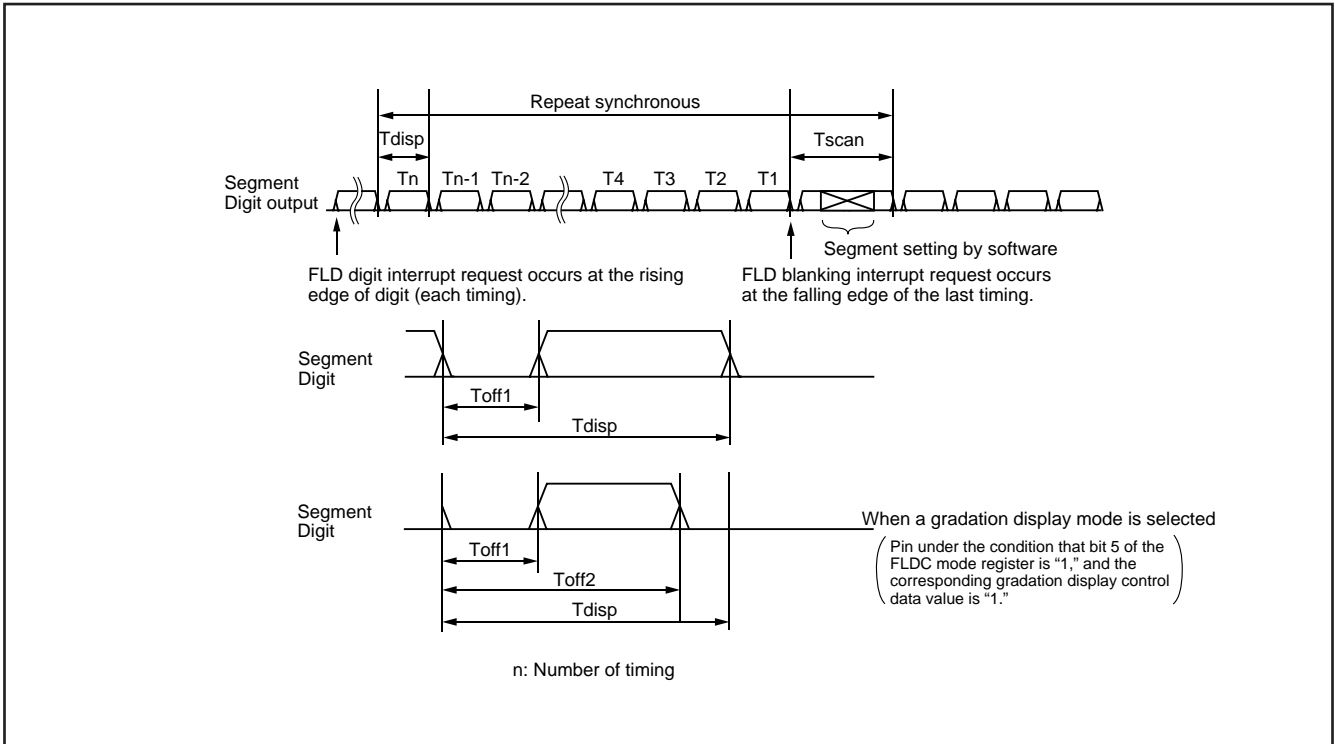 Repeat synchronous
Tdisp
Tscan
Segment
Digit output
Tn
Tn-1
Tn-2
T4
T3
T2
T1
Segment setting by software
FLD digit interrupt request occurs at the rising
edge of digit (each timing).
FLD blanking interrupt request occurs
at the falling edge of the last timing.
Segment
Digit
Toff1
Tdisp
Segment
Digit
Toff1
Toff2
Tdisp
When a gradation display mode is selected
Pin under the condition that bit 5 of the
FLDC mode register is “1,” and the
corresponding gradation display control
data value is “1.”
n: Number of timing